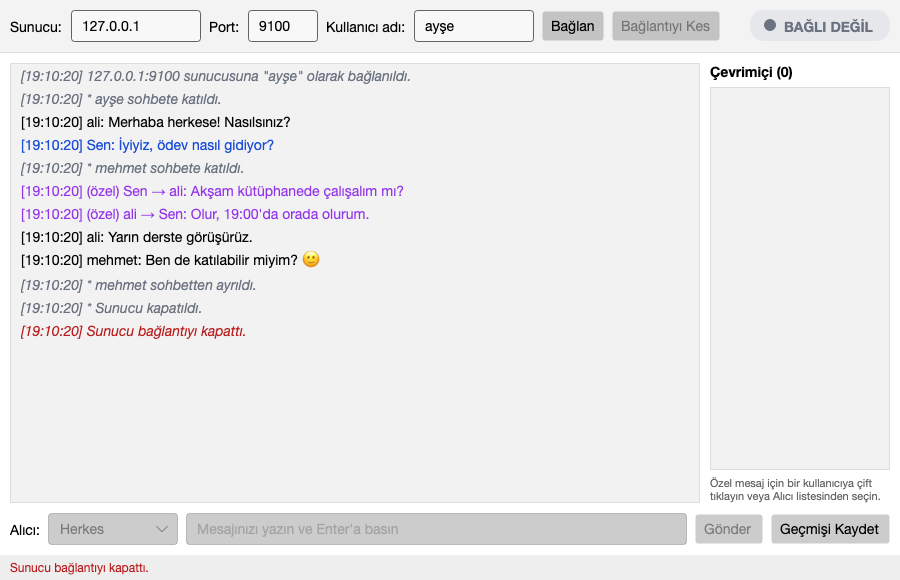 Sunucu: 127.0.0.1 Port: 9100 Kullanıcı adı: ayşe Bağlan Bağlantıyı Kes BAĞLI DEĞİL
[19:10:20] 127.0.0.1:9100 sunucusuna "ayşe" olarak bağlanıldı.
[19:10:20] * ayşe sohbete katıldı.
[19:10:20] ali: Merhaba herkese! Nasılsınız?
[19:10:20] Sen: İyiyiz, ödev nasıl gidiyor?
[19:10:20] * mehmet sohbete katıldı.
[19:10:20] (özel) Sen → ali: Akşam kütüphanede çalışalım mı?
[19:10:20] (özel) ali → Sen: Olur, 19:00'da orada olurum.
[19:10:20] ali: Yarın derste görüşürüz.
[19:10:20] mehmet: Ben de katılabilir miyim? 🙂
[19:10:20] * mehmet sohbetten ayrıldı.
[19:10:20] * Sunucu kapatıldı.
[19:10:20] Sunucu bağlantıyı kapattı.
Çevrimiçi (0)
Özel mesaj için bir kullanıcıya çift
tıklayın veya Alıcı listesinden seçin.
Alıcı: Herkes Mesajınızı yazın ve Enter'a basın Gönder Geçmişi Kaydet
Sunucu bağlantıyı kapattı.